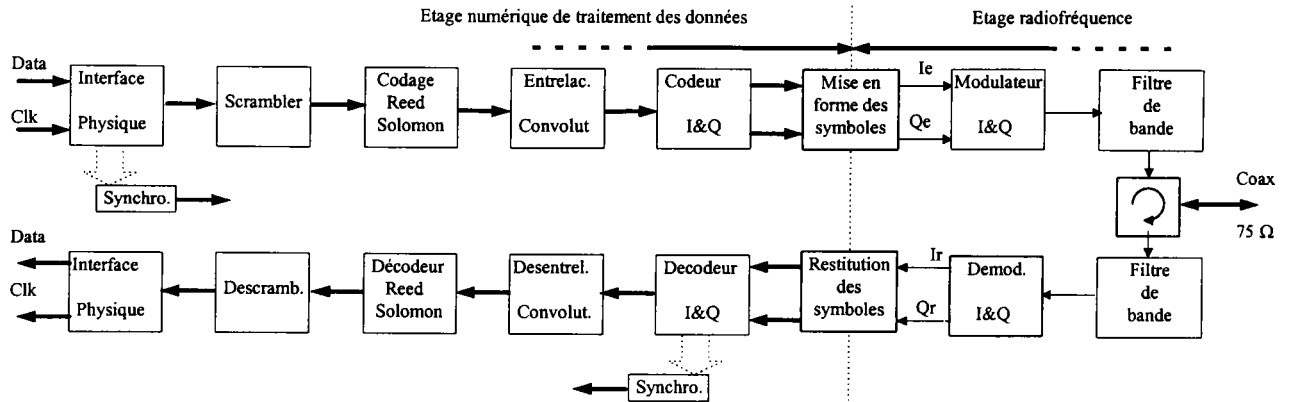 Etage numérique de traitement des données
Etage radiofréquence
Data
Clk
Interface
Physique
Scrambler
Codage
Reed
Solomon
Entrelac.
Convolut
Codeur
I&Q
Mise en
forme des
symboles
Ie
Qe
Modulateur
I&Q
Filtre
de
bande
Synchro.
Coax
75 Ω
Data
Clk
Interface
Physique
Descramb.
Décodeur
Reed
Solomon
Desentrel.
Convolut.
Decodeur
I&Q
Restitution
des
symboles
Ir
Qr
Demod.
I&Q
Filtre
de
bande
Synchro.